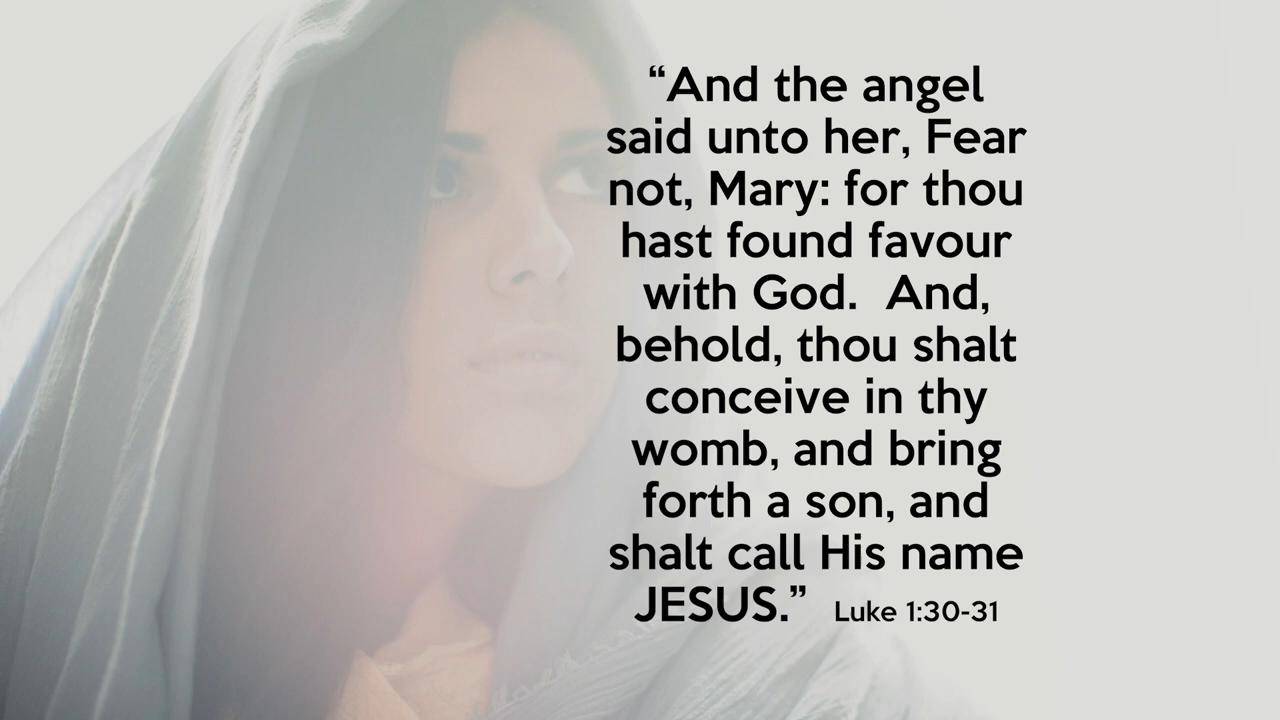 “And the angel
said unto her, Fear
not, Mary: for thou
hast found favour
with God.  And,
behold, thou shalt
conceive in thy
womb, and bring
forth a son, and
shalt call His name
JESUS.”  Luke 1:30-31